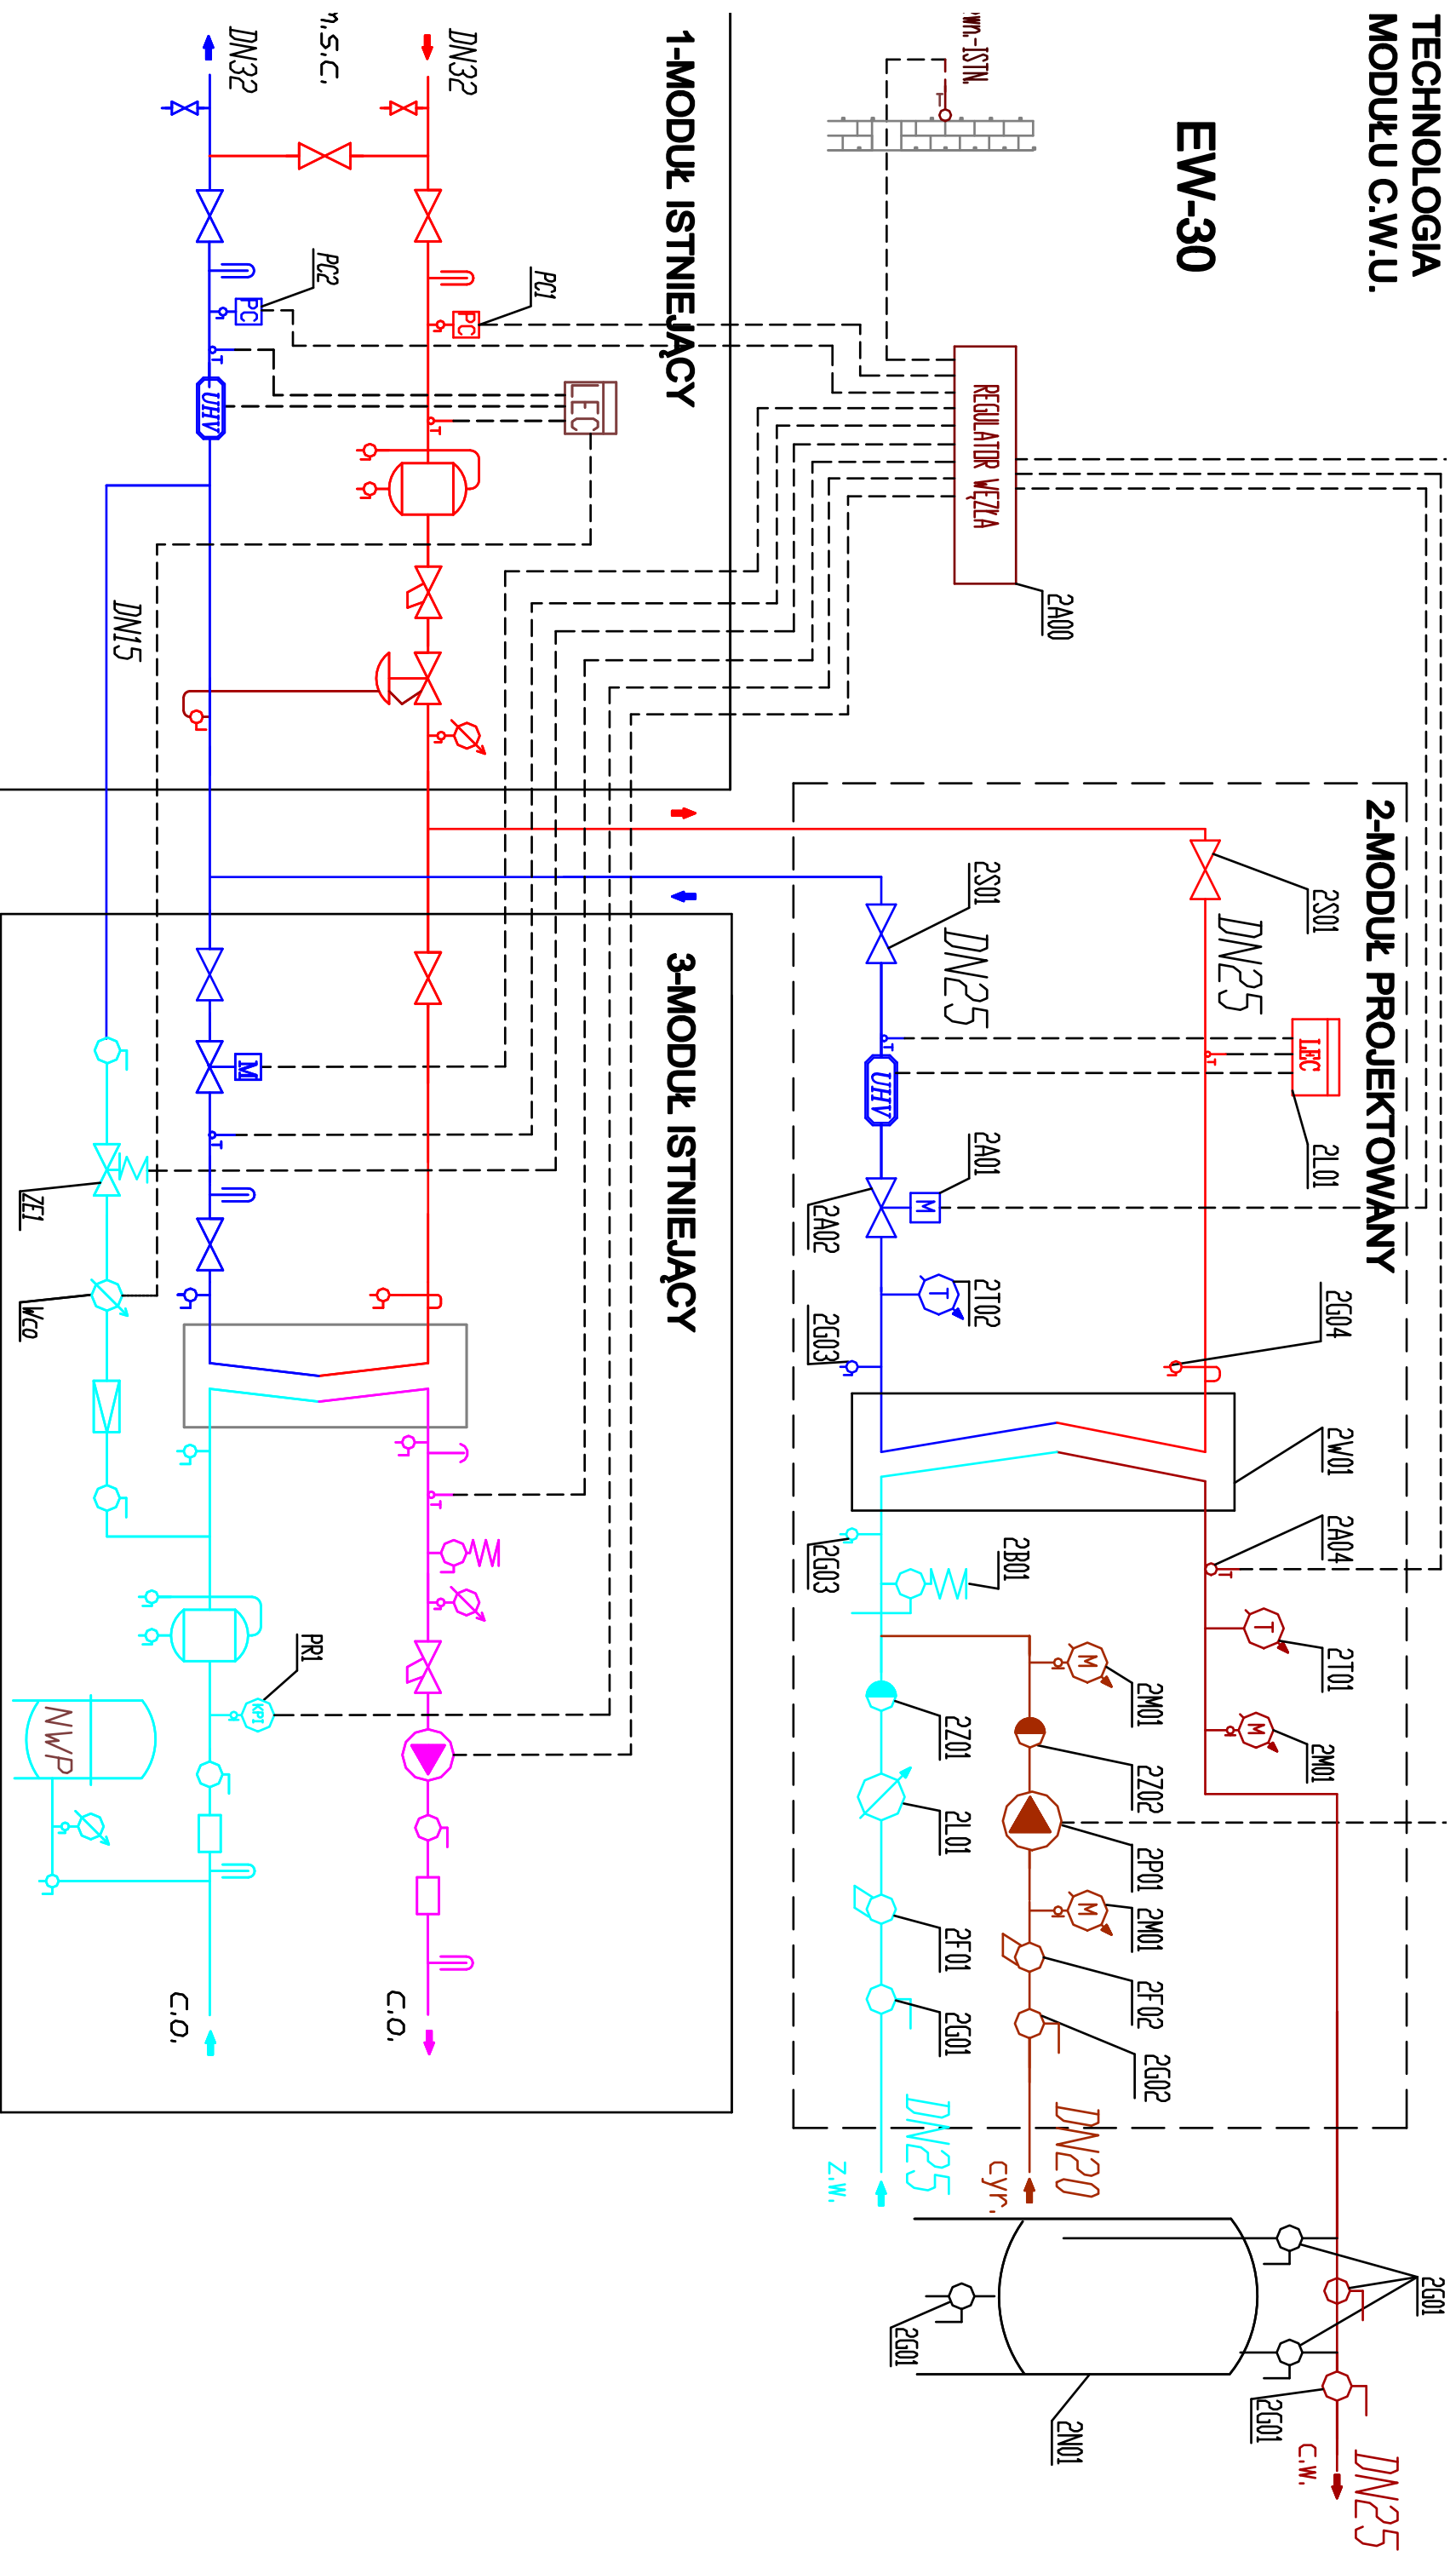 TECHNOLOGIA
MODUŁU C.W.U.
EW-30
wn.-ISTN.
T
REGULATOR WĘZŁA
2A00
1-MODUŁ ISTNIEJĄCY
DN32
DN32
PC1
PC
PC2
PC
T
T
UHV
LEC
DN15
2-MODUŁ PROJEKTOWANY
2S01
DN25
2S01
DN25
LEC
2L01
T
T
UHV
2A01
M
2A02
T
2T02
2G03
2G04
2W01
2A04
T
2G03
2B01
T
2T01
M
2M01
M
2M01
2Z01
2Z02
2L01
2P01
M
2M01
2F01
2F02
2G01
2G02
DN25
z.w.
DN20
cyr.
2G01
2G01
2G01
2N01
c.w.
DN25
3-MODUŁ ISTNIEJĄCY
M
T
ZE1
Wco
T
PR1
KPI
NWP
c.o.
c.o.